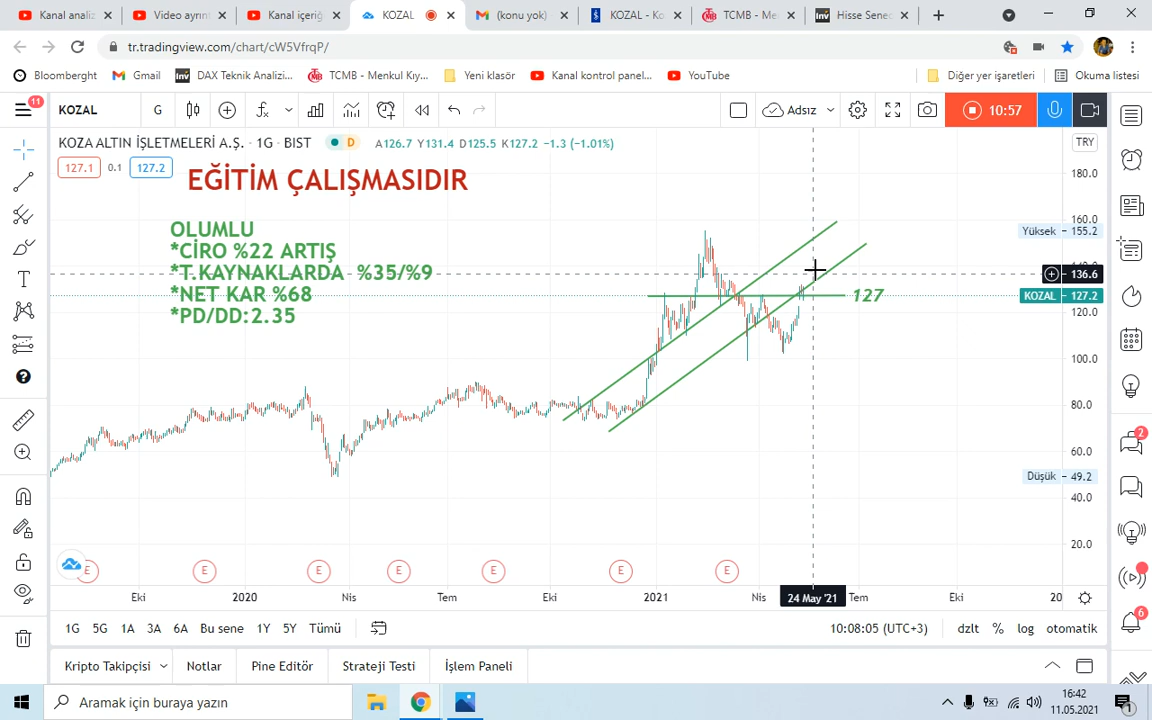 Kanal analiz
Video ayrın
Kanal içeriğ
KOZAL
(konu yok)
KOZAL - Ko
TCMB - Me
Hisse Sene
tr.tradingview.com/chart/cW5VfrqP/
Bloomberght
Gmail
DAX Teknik Analizi...
TCMB - Menkul Kıy...
Yeni klasör
Kanal kontrol panel...
YouTube
Diğer yer işaretleri
Okuma listesi
11
KOZAL
G
Adsız
10:57
KOZA ALTIN İŞLETMELERİ A.Ş. · 1G · BIST
D
A126.7 Y131.4 D125.5 K127.2 −1.3 (−1.01%)
TRY
127.1
0.1
127.2
EĞİTİM ÇALIŞMASIDIR
180.0
OLUMLU
*CİRO %22 ARTIŞ
*T.KAYNAKLARDA %35/%9
*NET KAR %68
*PD/DD:2.35
160.0
Yüksek
155.2
136.6
127
KOZAL
127.2
120.0
100.0
80.0
60.0
Düşük
49.2
40.0
20.0
E
E
E
E
E
E
E
Eki
2020
Nis
Tem
Eki
2021
Nis
24 May '21
Tem
Eki
20
1G
5G
1A
3A
6A
Bu sene
1Y
5Y
Tümü
10:08:05 (UTC+3)
dzlt
%
log
otomatik
Kripto Takipçisi
Notlar
Pine Editör
Strateji Testi
İşlem Paneli
2
6
Aramak için buraya yazın
16:42
11.05.2021
1